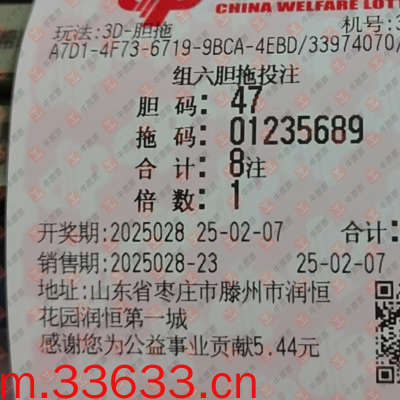 CHINA WELFARE LOTT
玩法:3D-胆拖
机号:3
A7D1-4F73-6719-9BCA-4EBD/33974070/
组六胆拖投注
胆 码: 47
拖 码: 01235689
合 计: 8注
倍 数: 1
开奖期:2025028 25-02-07 合计:
销售期:2025028-23 25-02-07
地址:山东省枣庄市滕州市润恒
花园润恒第一城
感谢您为公益事业贡献5.44元
m.33633.cn